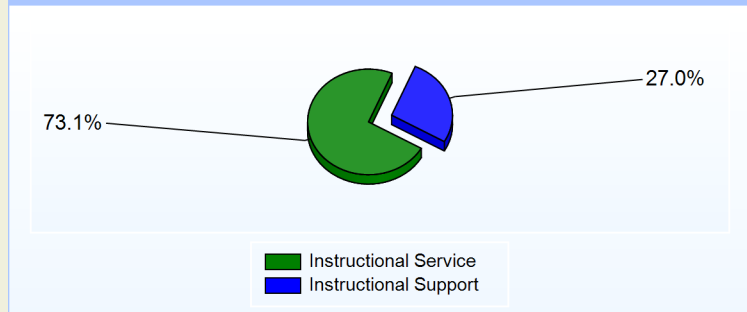 27.0%
73.1%
Instructional Service
Instructional Support